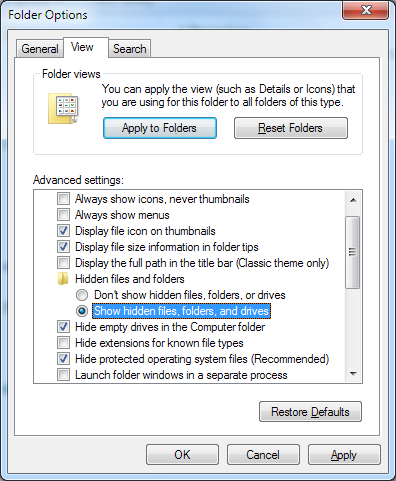 Folder Options
General View Search
Folder views
You can apply the view (such as Details or Icons) that
you are using for this folder to all folders of this type.
Apply to Folders Reset Folders
Advanced settings:
Always show icons, never thumbnails
Always show menus
Display file icon on thumbnails
Display file size information in folder tips
Display the full path in the title bar (Classic theme only)
Hidden files and folders
Don't show hidden files, folders, or drives
Show hidden files, folders, and drives
Hide empty drives in the Computer folder
Hide extensions for known file types
Hide protected operating system files (Recommended)
Launch folder windows in a separate process
Restore Defaults
OK Cancel Apply